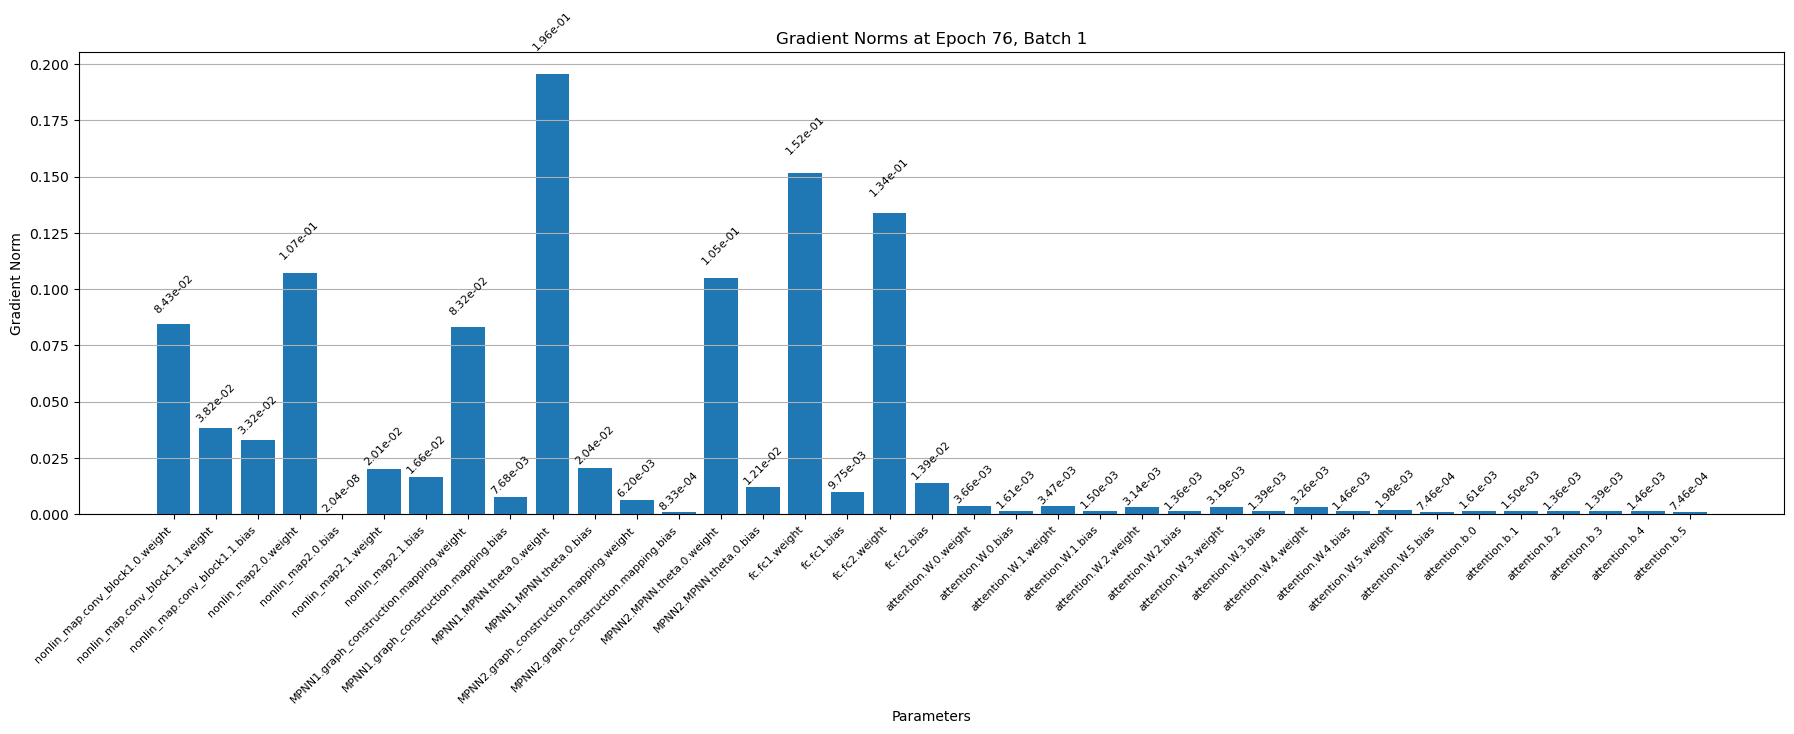 Gradient Norms at Epoch 76, Batch 1
Gradient Norm
0.200
0.175
0.150
0.125
0.100
0.075
0.050
0.025
0.000
8.43e-02
3.82e-02
3.32e-02
1.07e-01
2.04e-08
2.01e-02
1.66e-02
8.32e-02
7.68e-03
1.96e-01
2.04e-02
6.20e-03
8.33e-04
1.05e-01
1.21e-02
1.52e-01
9.75e-03
1.34e-01
1.39e-02
3.66e-03
1.61e-03
3.47e-03
1.50e-03
3.14e-03
1.36e-03
3.19e-03
1.39e-03
3.26e-03
1.46e-03
1.98e-03
7.46e-04
1.61e-03
1.50e-03
1.36e-03
1.39e-03
1.46e-03
7.46e-04
nonlin_map.conv_block1.0.weight
nonlin_map.conv_block1.1.weight
nonlin_map.conv_block1.1.bias
nonlin_map2.0.weight
nonlin_map2.0.bias
nonlin_map2.1.weight
nonlin_map2.1.bias
MPNN1.graph_construction.mapping.weight
MPNN1.graph_construction.mapping.bias
MPNN1.MPNN.theta.0.weight
MPNN1.MPNN.theta.0.bias
MPNN2.graph_construction.mapping.weight
MPNN2.graph_construction.mapping.bias
MPNN2.MPNN.theta.0.weight
MPNN2.MPNN.theta.0.bias
fc.fc1.weight
fc.fc1.bias
fc.fc2.weight
fc.fc2.bias
attention.W.0.weight
attention.W.0.bias
attention.W.1.weight
attention.W.1.bias
attention.W.2.weight
attention.W.2.bias
attention.W.3.weight
attention.W.3.bias
attention.W.4.weight
attention.W.4.bias
attention.W.5.weight
attention.W.5.bias
attention.b.0
attention.b.1
attention.b.2
attention.b.3
attention.b.4
attention.b.5
Parameters